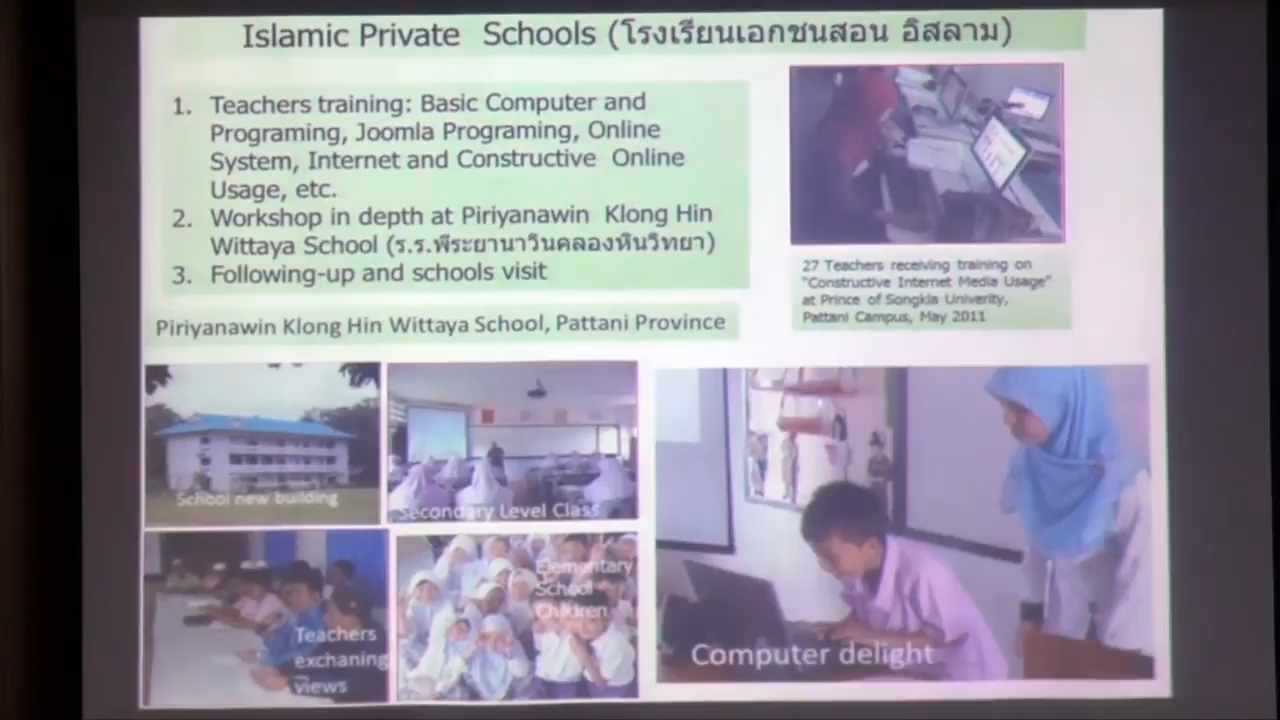 Islamic Private Schools (โรงเรียนเอกชนสอน อิสลาม)
1. Teachers training: Basic Computer and
Programing, Joomla Programing, Online
System, Internet and Constructive Online
Usage, etc.
2. Workshop in depth at Piriyanawin Klong Hin
Wittaya School (ร.ร.พีระยานาวินคลองหินวิทยา)
3. Following-up and schools visit
27 Teachers receiving training on
"Constructive Internet Media Usage"
at Prince of Songkla Univerity,
Pattani Campus, May 2011
Piriyanawin Klong Hin Wittaya School, Pattani Province
School new building
Secondary Level Class
Teachers
exchaning
views
Elementary
School
Children
Computer delight